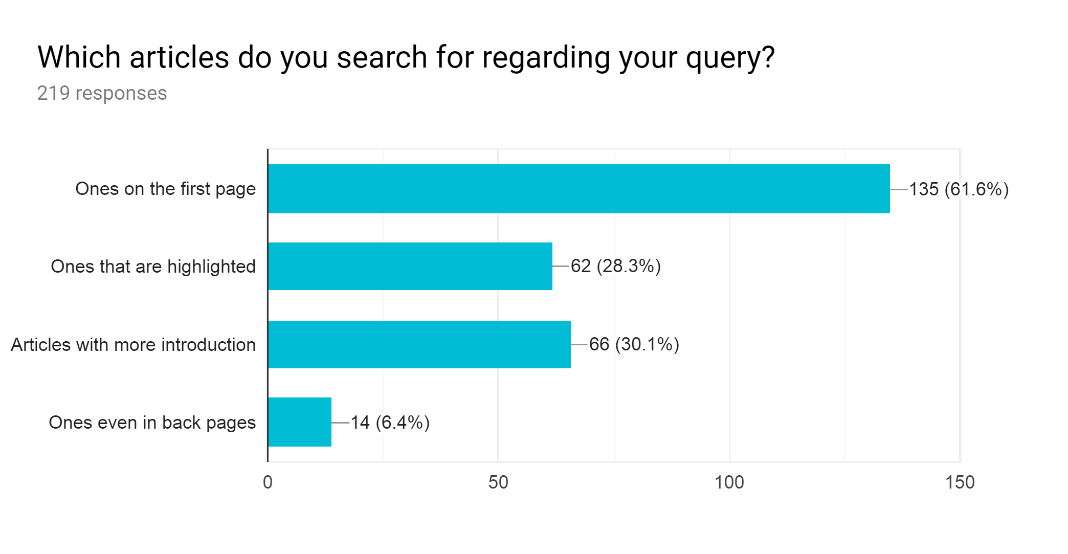 Which articles do you search for regarding your query?
219 responses
Ones on the first page
135 (61.6%)
Ones that are highlighted
62 (28.3%)
Articles with more introduction
66 (30.1%)
Ones even in back pages
14 (6.4%)
0 50 100 150